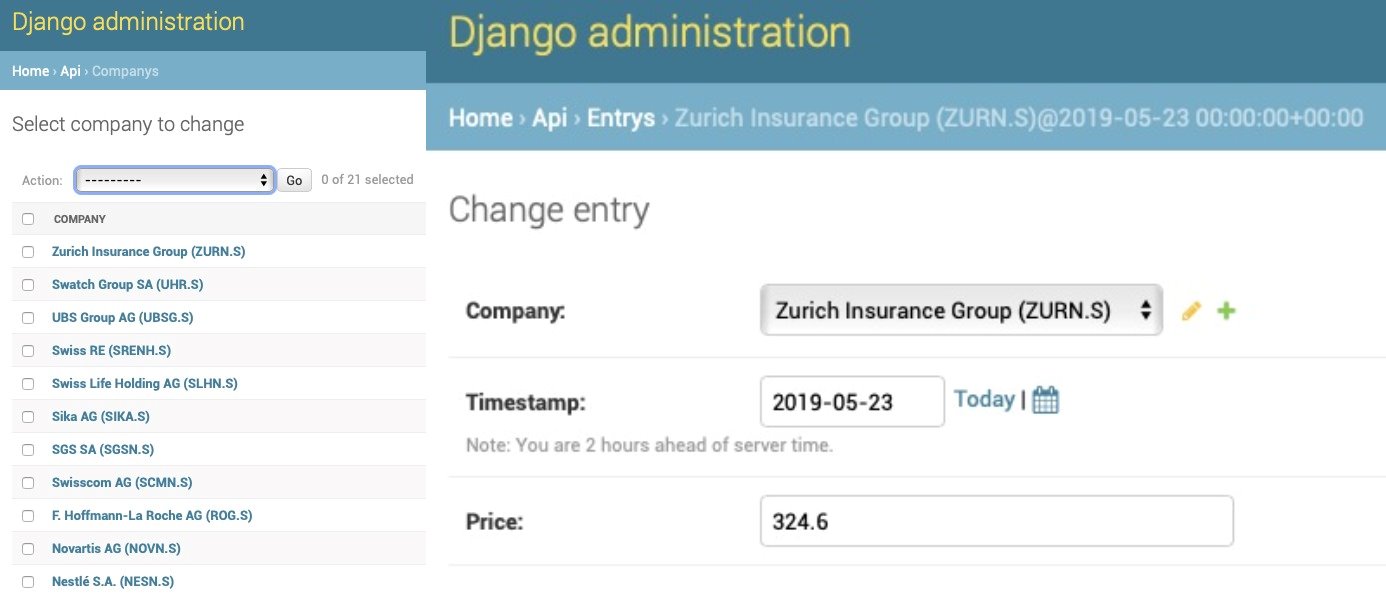 Django administration
Home › Api › Companys
Select company to change
Action: --------- Go 0 of 21 selected
COMPANY
Zurich Insurance Group (ZURN.S)
Swatch Group SA (UHR.S)
UBS Group AG (UBSG.S)
Swiss RE (SRENH.S)
Swiss Life Holding AG (SLHN.S)
Sika AG (SIKA.S)
SGS SA (SGSN.S)
Swisscom AG (SCMN.S)
F. Hoffmann-La Roche AG (ROG.S)
Novartis AG (NOVN.S)
Nestlé S.A. (NESN.S)
Django administration
Home › Api › Entrys › Zurich Insurance Group (ZURN.S)@2019-05-23 00:00:00+00:00
Change entry
Company: Zurich Insurance Group (ZURN.S)
Timestamp: 2019-05-23 Today |
Note: You are 2 hours ahead of server time.
Price: 324.6